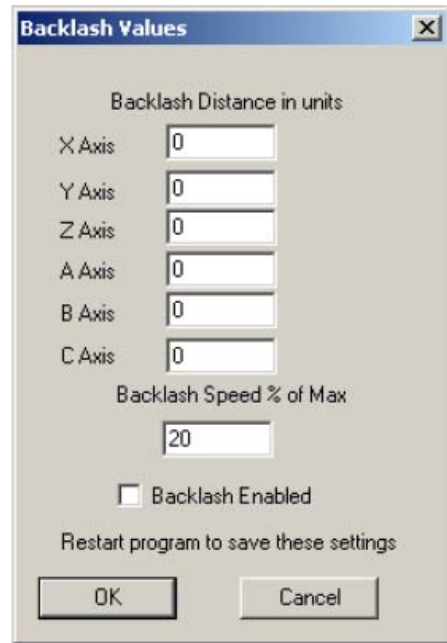 Backlash Values
Backlash Distance in units
X Axis 0
Y Axis 0
Z Axis 0
A Axis 0
B Axis 0
C Axis 0
Backlash Speed % of Max
20
Backlash Enabled
Restart program to save these settings
OK Cancel